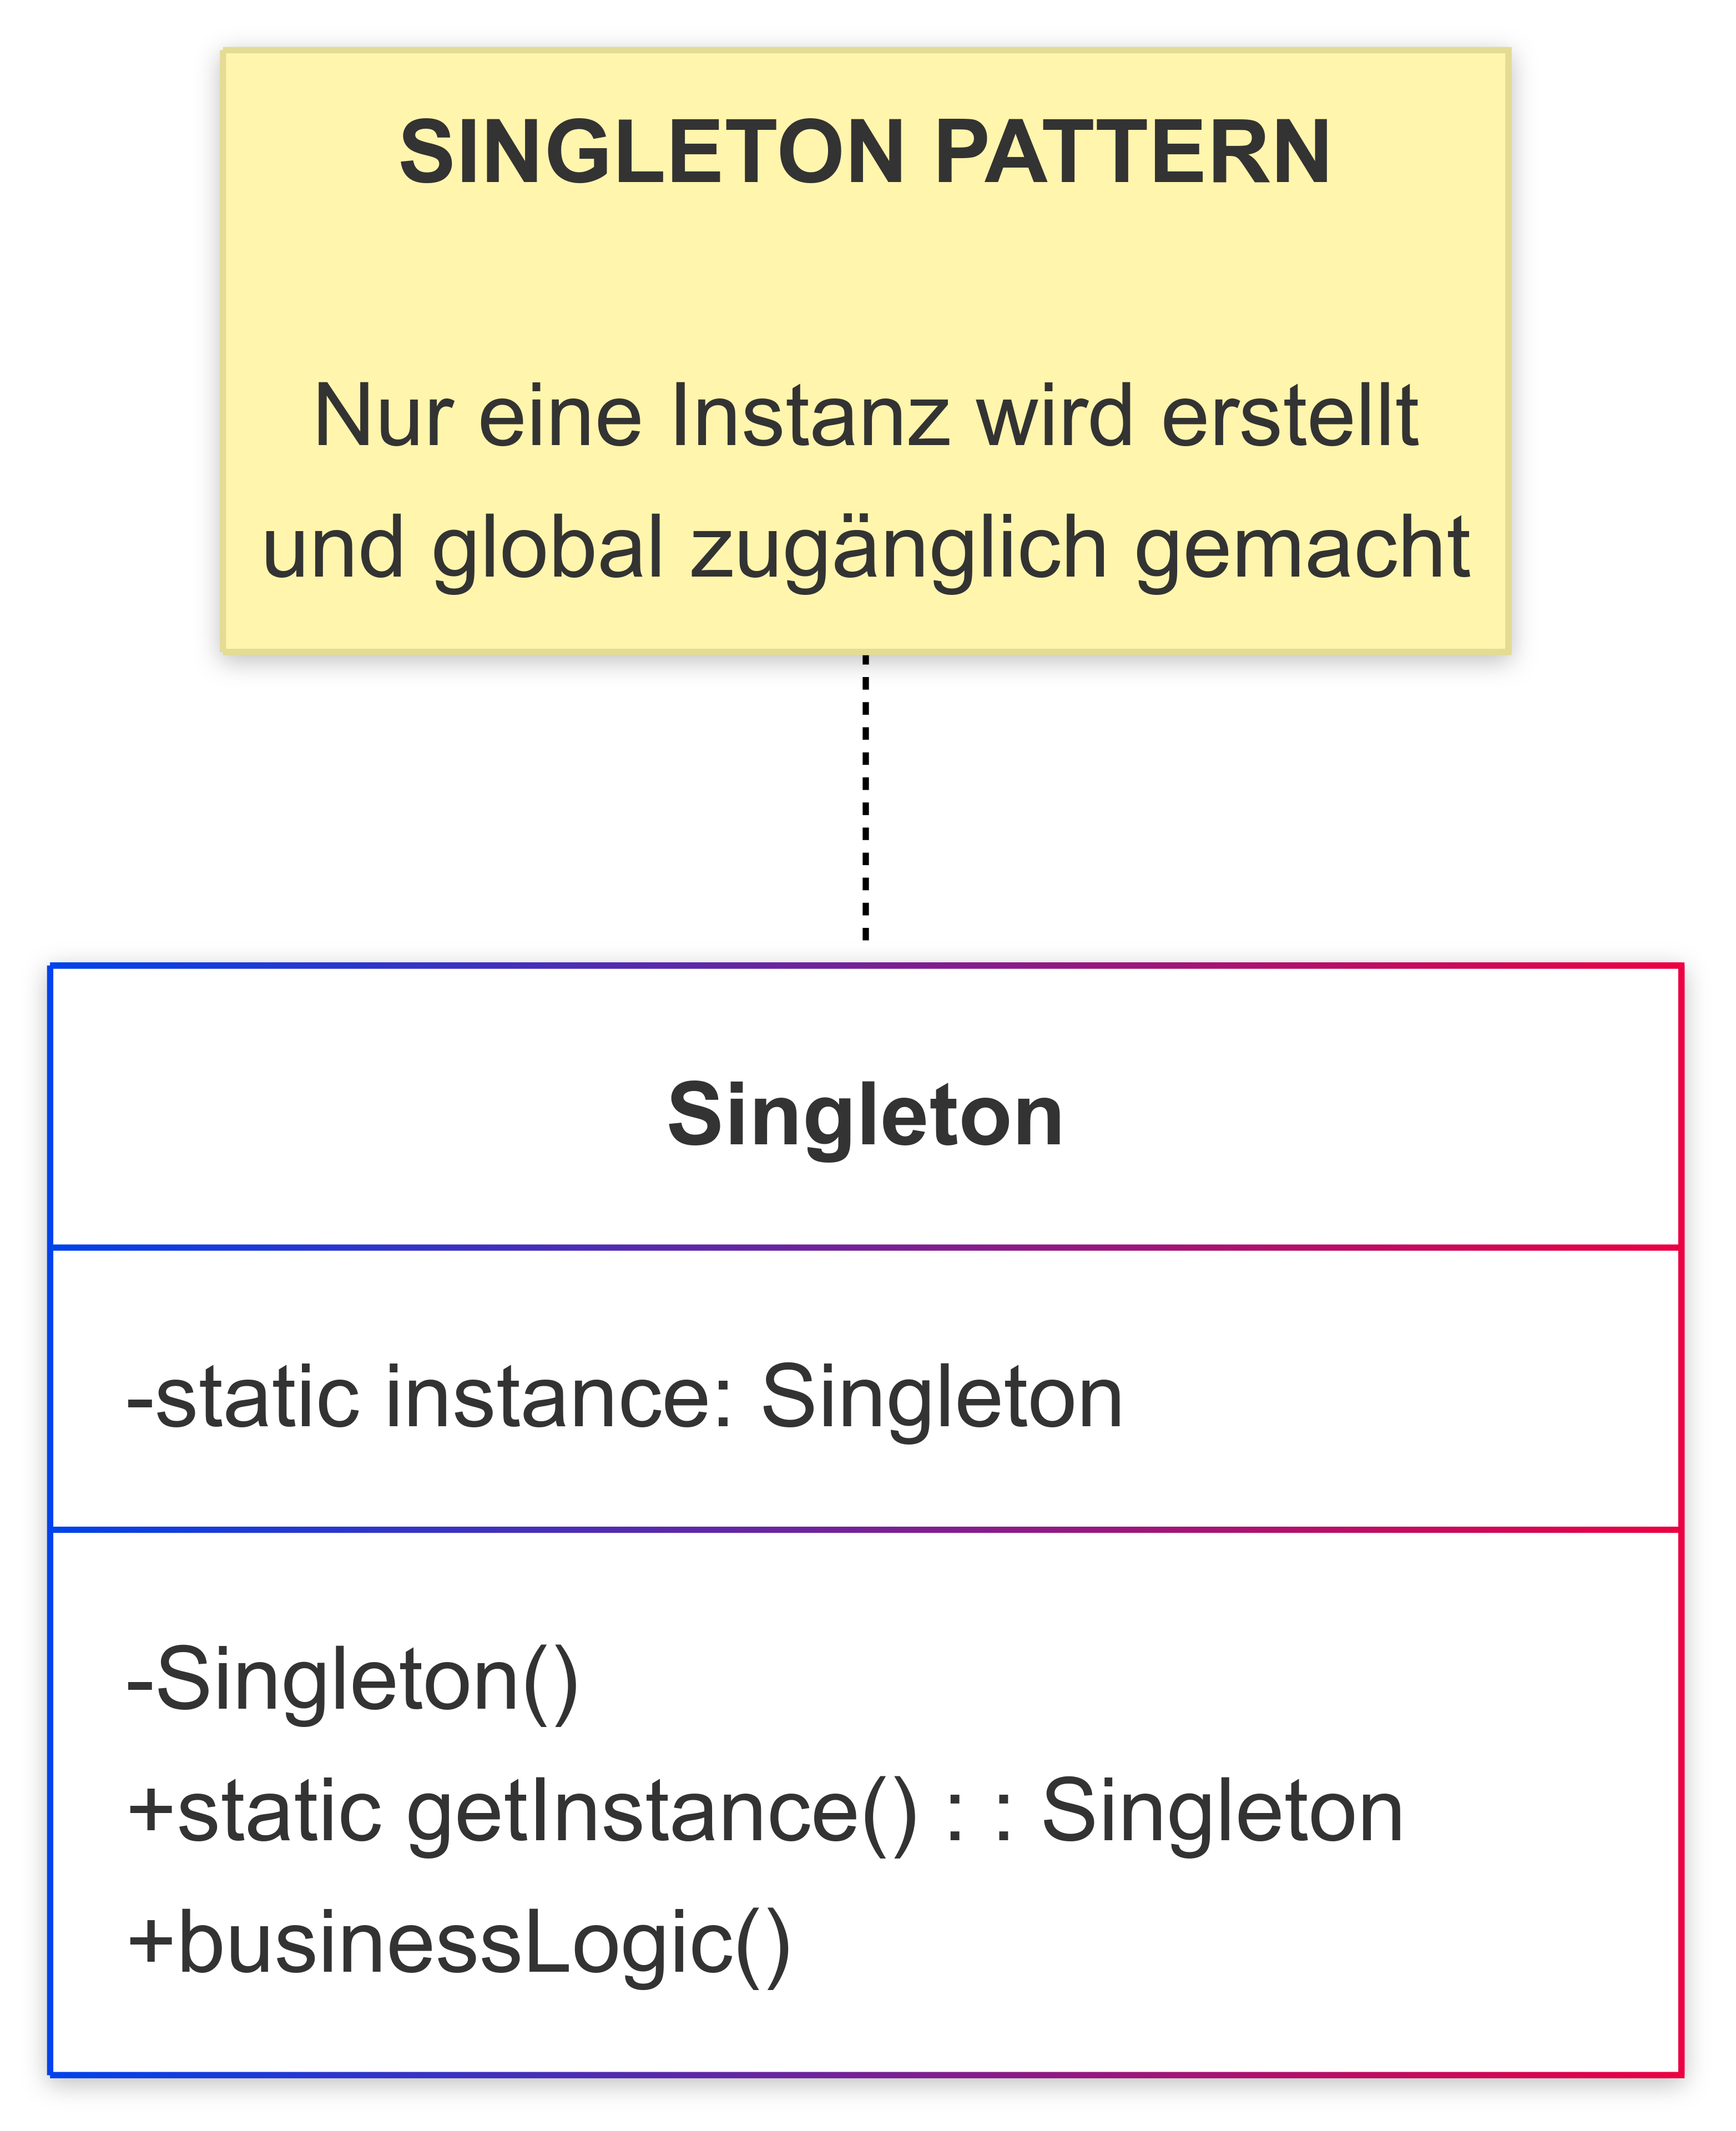 SINGLETON PATTERN
Nur eine Instanz wird erstellt
und global zugänglich gemacht
Singleton
-static instance: Singleton
-Singleton()
+static getInstance() : : Singleton
+businessLogic()